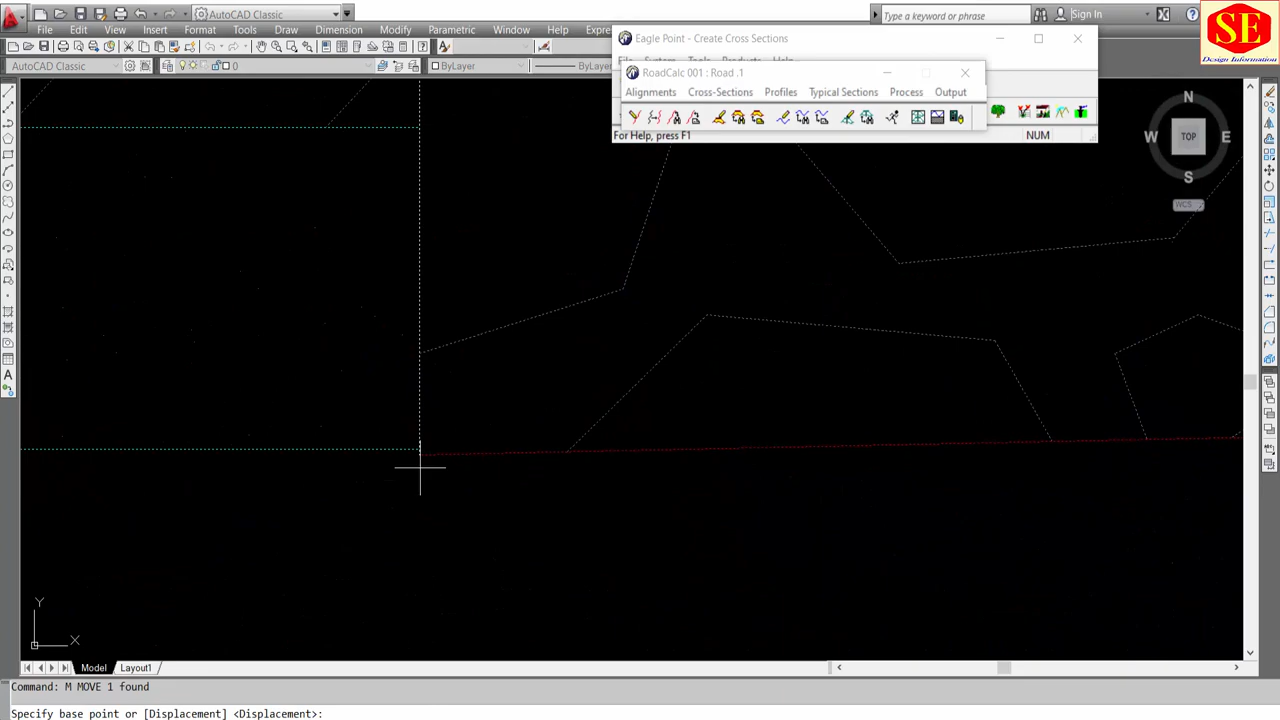 AutoCAD Classic
Type a keyword or phrase
Sign In
File Edit View Insert Format Tools Draw Dimension Modify Parametric Window Help
AutoCAD Classic
0
ByLayer
ByLayer
Eagle Point - Create Cross Sections
RoadCalc 001 : Road .1
Alignments Cross-Sections Profiles Typical Sections Process Output
For Help, press F1
NUM
SE
Design Information
N
W TOP E
S
WCS
Y
X
Model Layout1
Command: M MOVE 1 found
Specify base point or [Displacement] <Displacement>: